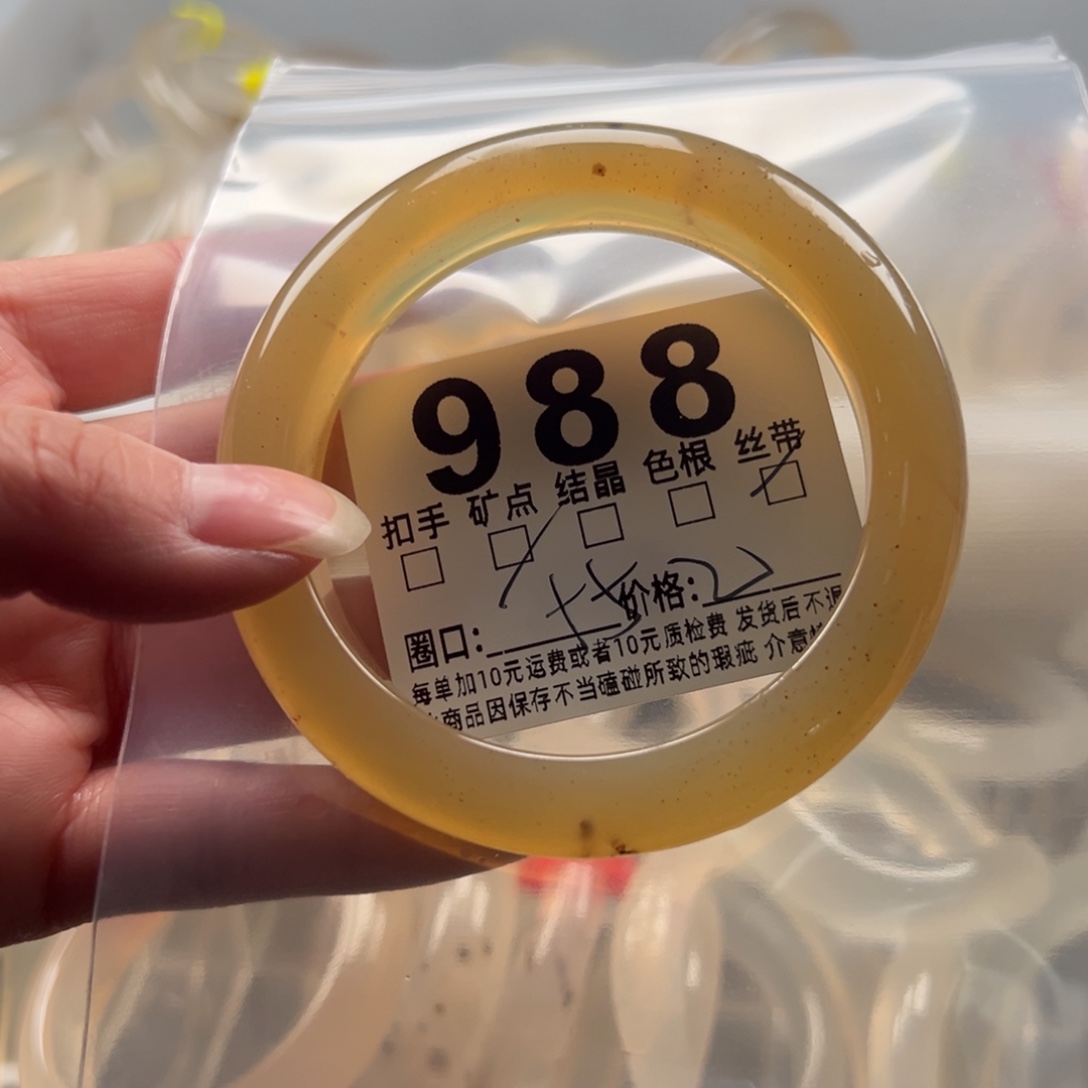 988
扣手 矿点 结晶 色根 丝带
圈口: 价格:
每单加10元运费或者10元质检费 发货后不退
商品因保存不当磕碰所致的瑕疵 介意